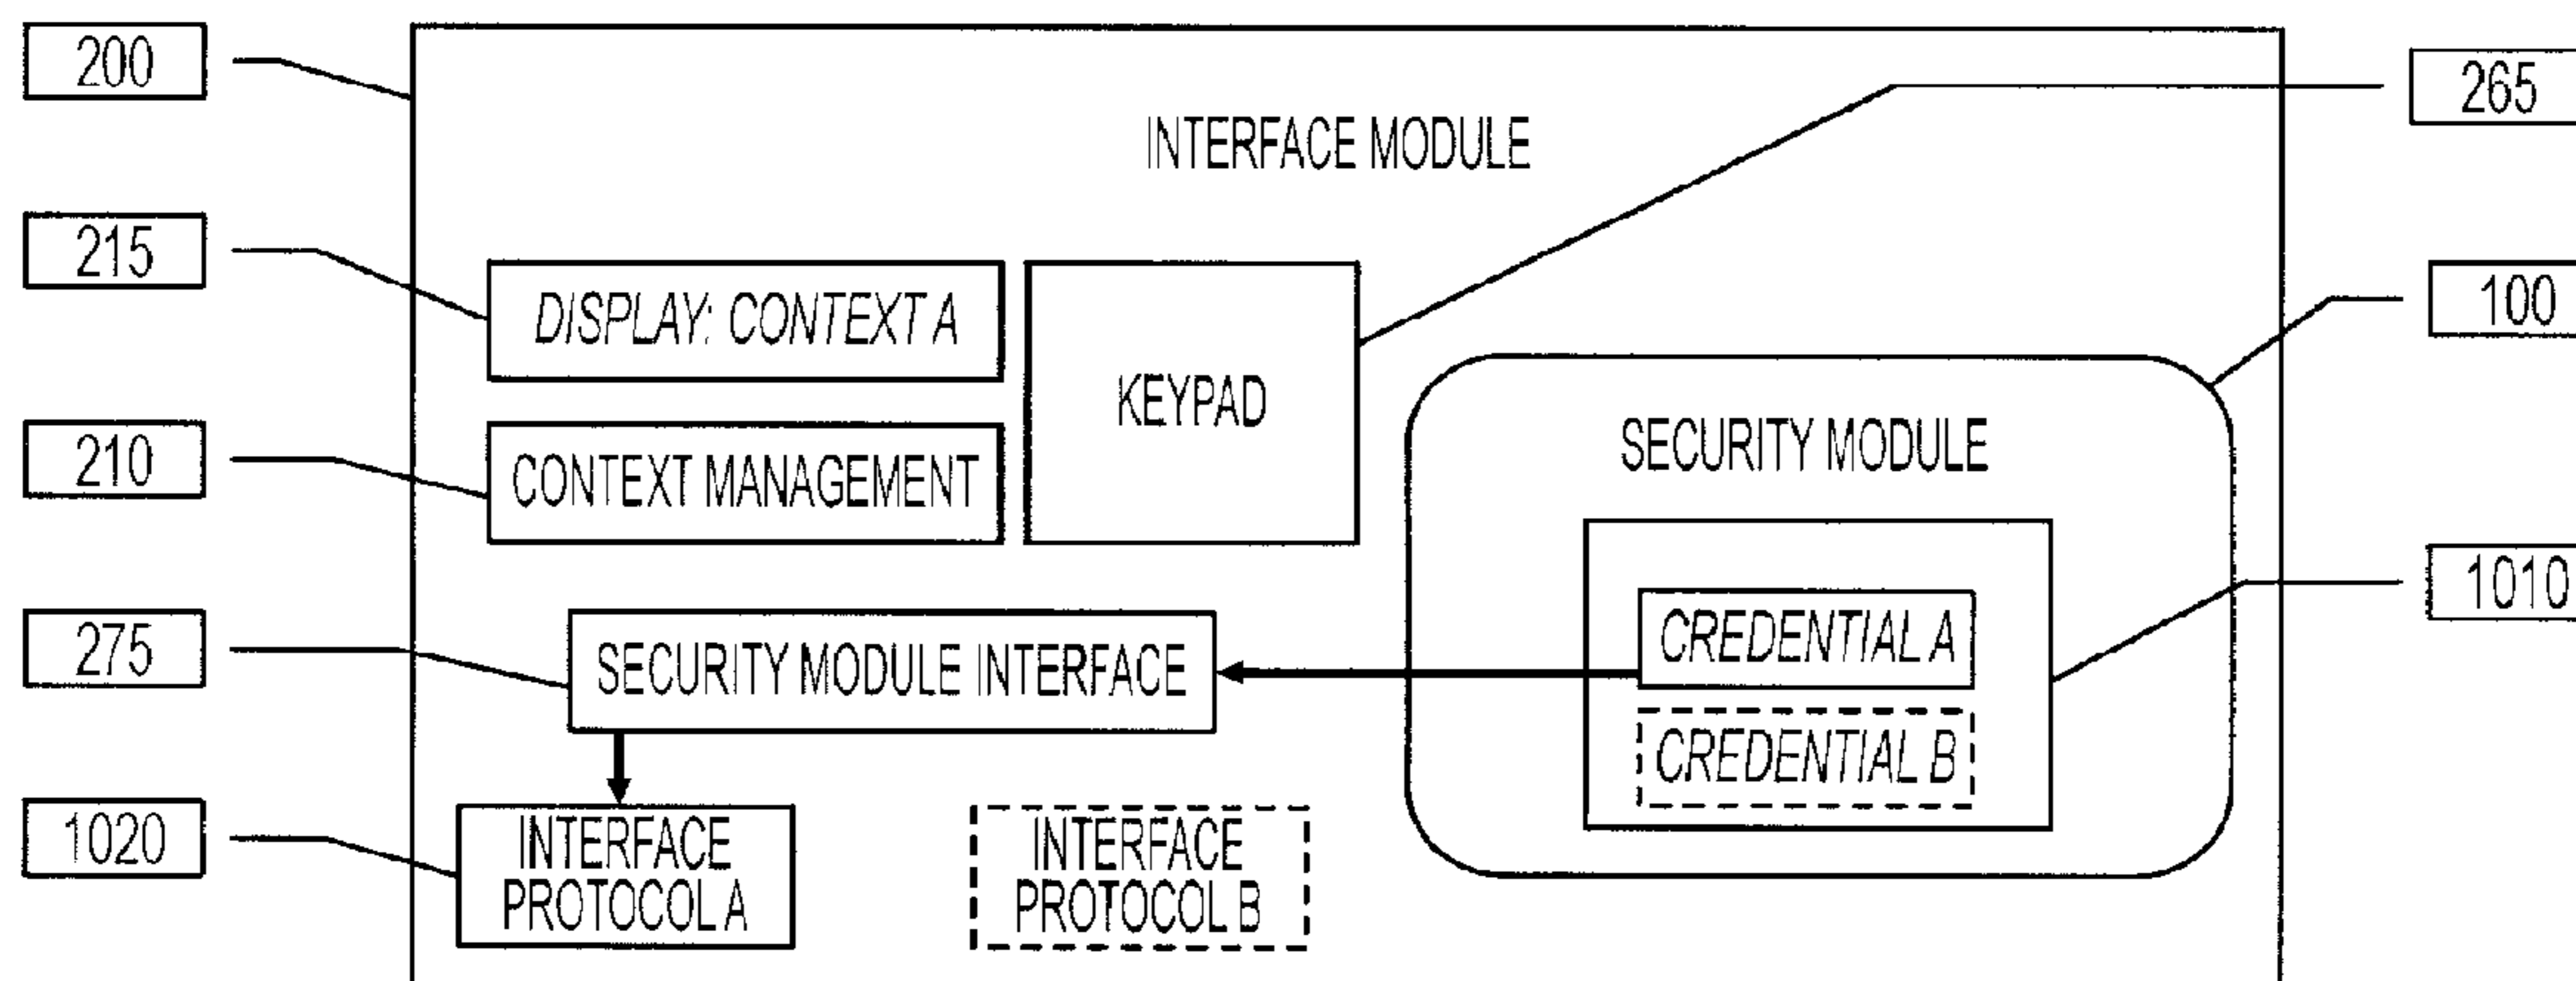 200
265
INTERFACE MODULE
215
100
DISPLAY: CONTEXT A
KEYPAD
SECURITY MODULE
210
CONTEXT MANAGEMENT
1010
275
SECURITY MODULE INTERFACE
CREDENTIAL A
CREDENTIAL B
1020
INTERFACE
PROTOCOL A
INTERFACE
PROTOCOL B